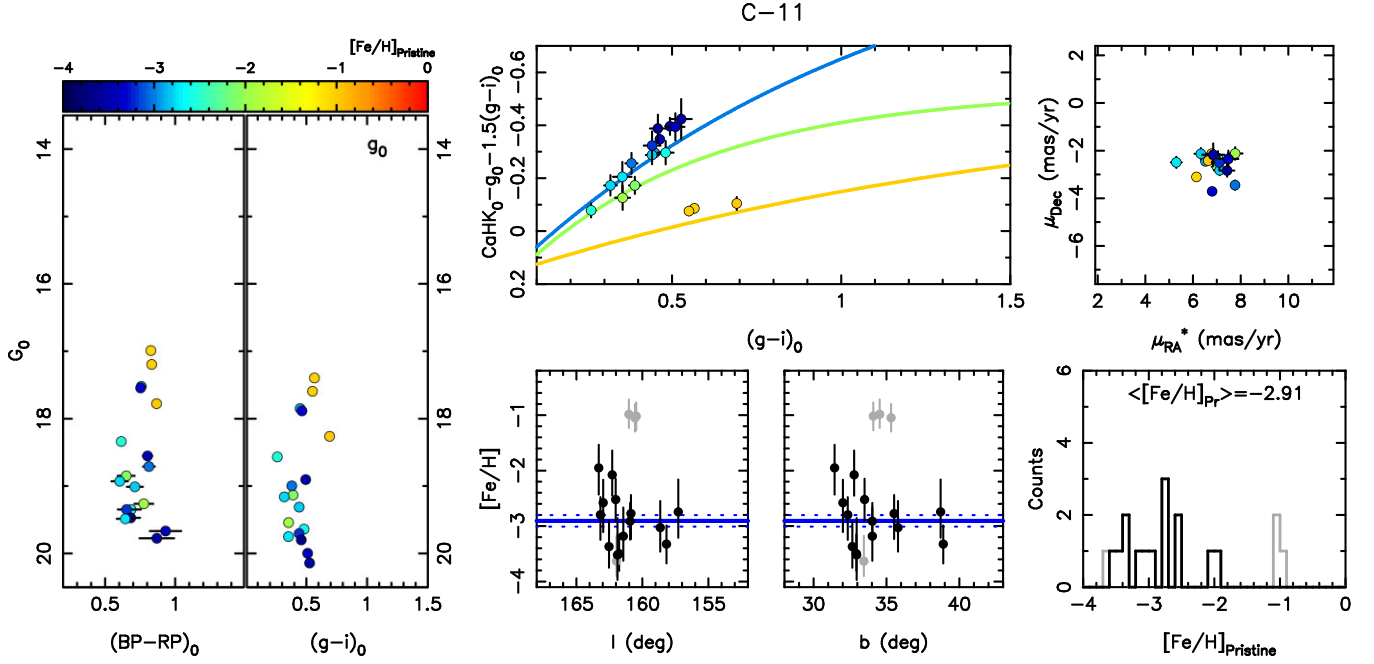 C−11
[Fe/H]Pristine
−4 −3 −2 −1 0
g0
14 16 18 20
G0
14 16 18 20
0.5 1
0.5 1 1.5
(BP−RP)0
(g−i)0
−0.6 −0.4 −0.2 0 0.2
CaHK0−g0−1.5(g−i)0
0.5 1 1.5
(g−i)0
2 0 −2 −4 −6
μDec (mas/yr)
2 4 6 8 10
μRA* (mas/yr)
−1 −2 −3 −4
[Fe/H]
165 160 155
l (deg)
30 35 40
b (deg)
<[Fe/H]Pr>=−2.91
0 2 4 6
Counts
−4 −3 −2 −1 0
[Fe/H]Pristine